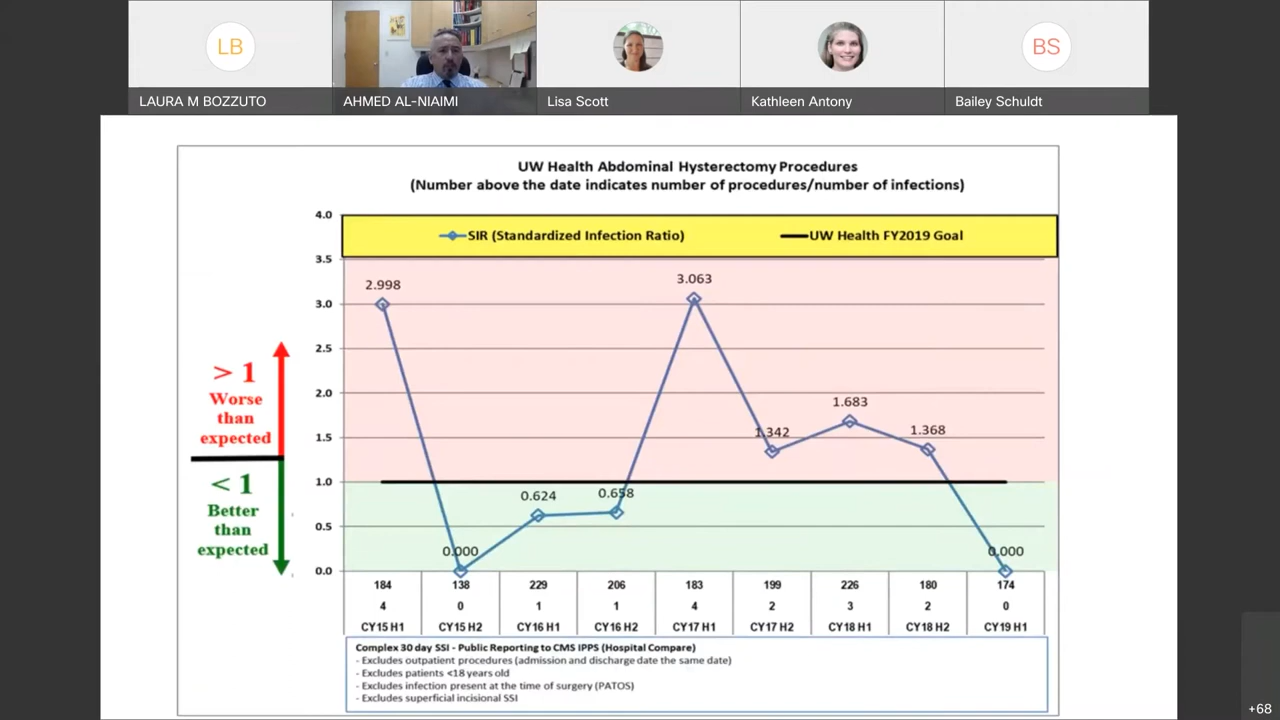 LB
BS
LAURA M BOZZUTO
AHMED AL-NIAIMI
Lisa Scott
Kathleen Antony
Bailey Schuldt
UW Health Abdominal Hysterectomy Procedures
(Number above the date indicates number of procedures/number of infections)
4.0
SIR (Standardized Infection Ratio)
UW Health FY2019 Goal
3.5
3.063
2.998
3.0
2.5
> 1
Worse
than
expected
2.0
1.683
1.368
1.342
1.5
< 1
Better
than
expected
1.0
0.624
0.658
0.5
0.000
0.000
0.0
184 138 229 206 183 199 226 180 174
4 0 1 1 4 2 3 2 0
CY15 H1 CY15 H2 CY16 H1 CY16 H2 CY17 H1 CY17 H2 CY18 H1 CY18 H2 CY19 H1
Complex 30 day SSI - Public Reporting to CMS IPPS (Hospital Compare)
- Excludes outpatient procedures (admission and discharge date the same date)
- Excludes patients <18 years old
- Excludes infection present at the time of surgery (PATOS)
- Excludes superficial incisional SSI
+68